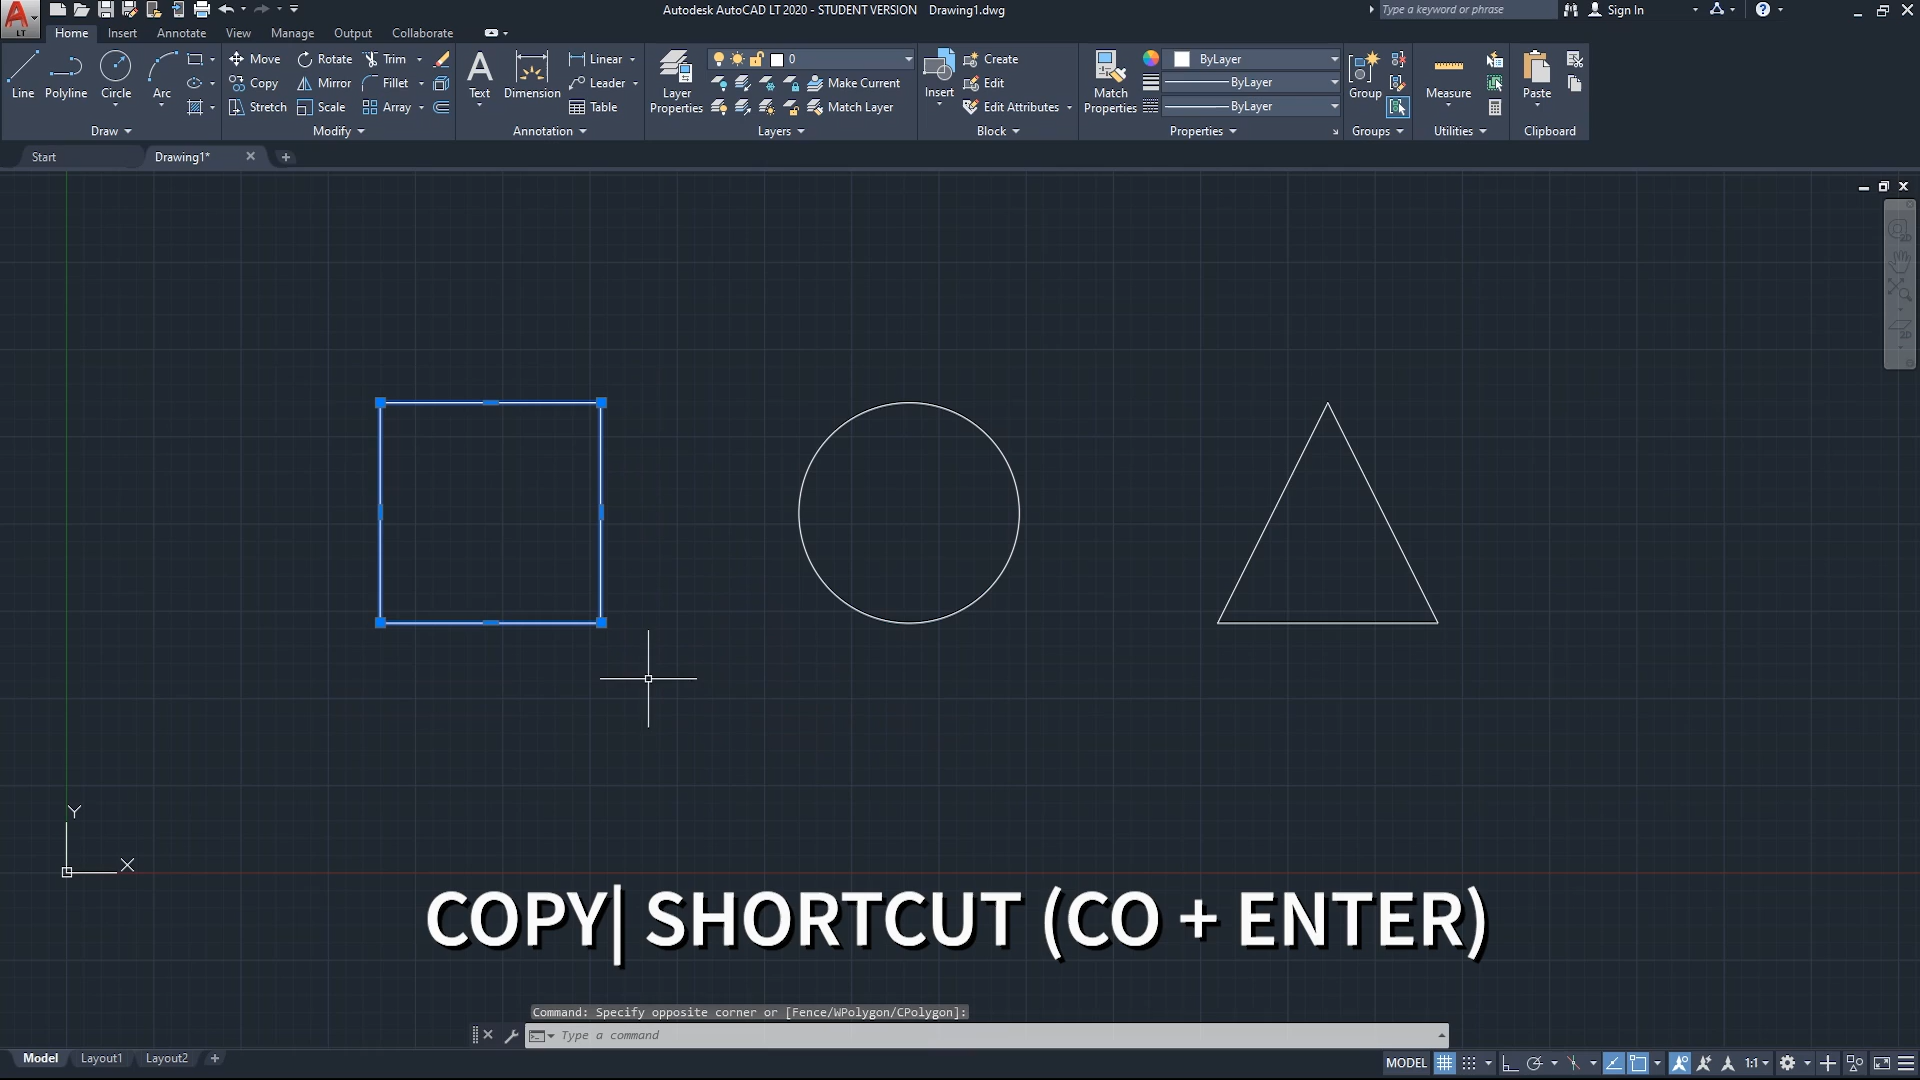 Autodesk AutoCAD LT 2020 - STUDENT VERSION Drawing1.dwg
Type a keyword or phrase
Sign In
LT
Home Insert Annotate View Manage Output Collaborate
Line Polyline Circle Arc
Draw
Move Rotate Trim
Copy Mirror Fillet
Stretch Scale Array
Modify
Text Dimension
Linear
Leader
Table
Annotation
Layer
Properties
0
Make Current
Match Layer
Layers
Insert
Create
Edit
Edit Attributes
Block
Match
Properties
ByLayer
ByLayer
ByLayer
Properties
Group
Groups
Measure
Utilities
Paste
Clipboard
Start Drawing1*
2D
2D
Y
X
COPY| SHORTCUT (CO + ENTER)
Command: Specify opposite corner or [Fence/WPolygon/CPolygon]:
Type a command
Model Layout1 Layout2
MODEL
1:1